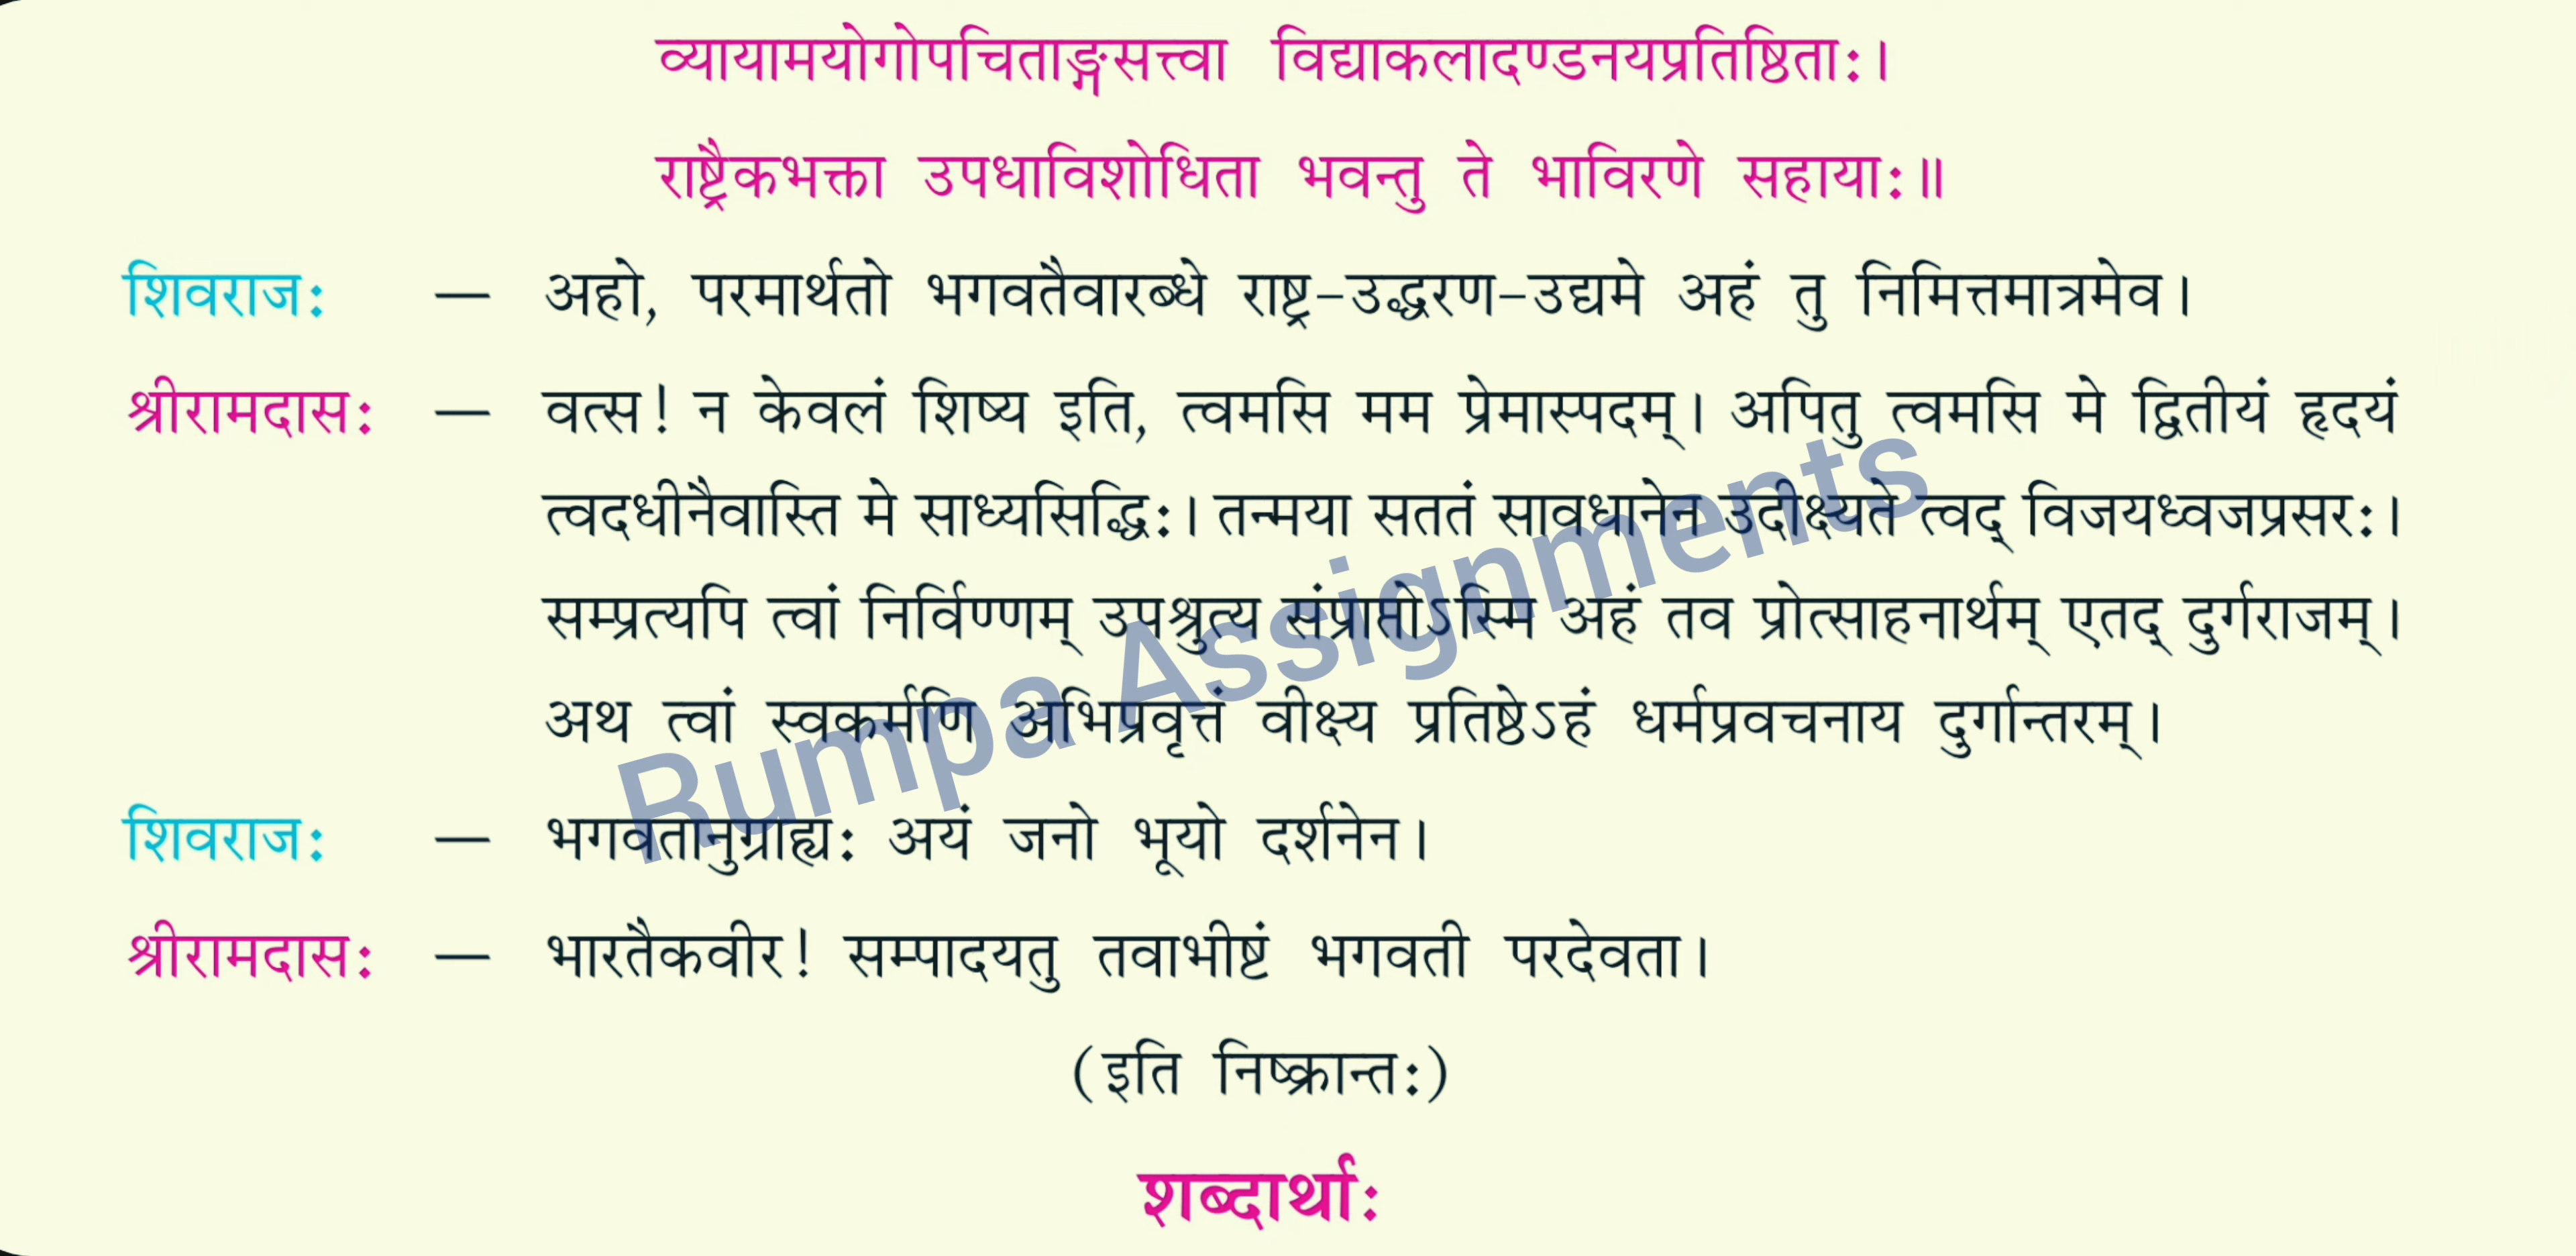 व्यायामयोगोपचिताङ्गसत्त्वा विद्याकलादण्डनयप्रतिष्ठिताः।
राष्ट्रैकभक्ता उपधाविशोधिता भवन्तु ते भाविरणे सहायाः॥
शिवराजः — अहो, परमार्थतो भगवतैवारब्धे राष्ट्र-उद्धरण-उद्यमे अहं तु निमित्तमात्रमेव।
श्रीरामदासः — वत्स! न केवलं शिष्य इति, त्वमसि मम प्रेमास्पदम्। अपितु त्वमसि मे द्वितीयं हृदयं
त्वदधीनैवास्ति मे साध्यसिद्धिः। तन्मया सततं सावधानेन उदीक्ष्यते त्वद् विजयध्वजप्रसरः।
सम्प्रत्यपि त्वां निर्विण्णम् उपश्रुत्य संप्राप्तोऽस्मि अहं तव प्रोत्साहनार्थम् एतद् दुर्गराजम्।
अथ त्वां स्वकर्मणि अभिप्रवृत्तं वीक्ष्य प्रतिष्ठेऽहं धर्मप्रवचनाय दुर्गान्तरम्।
शिवराजः — भगवतानुग्राह्यः अयं जनो भूयो दर्शनेन।
श्रीरामदासः — भारतैकवीर! सम्पादयतु तवाभीष्टं भगवती परदेवता।
(इति निष्क्रान्तः)
शब्दार्थाः
Rumpa Assignments